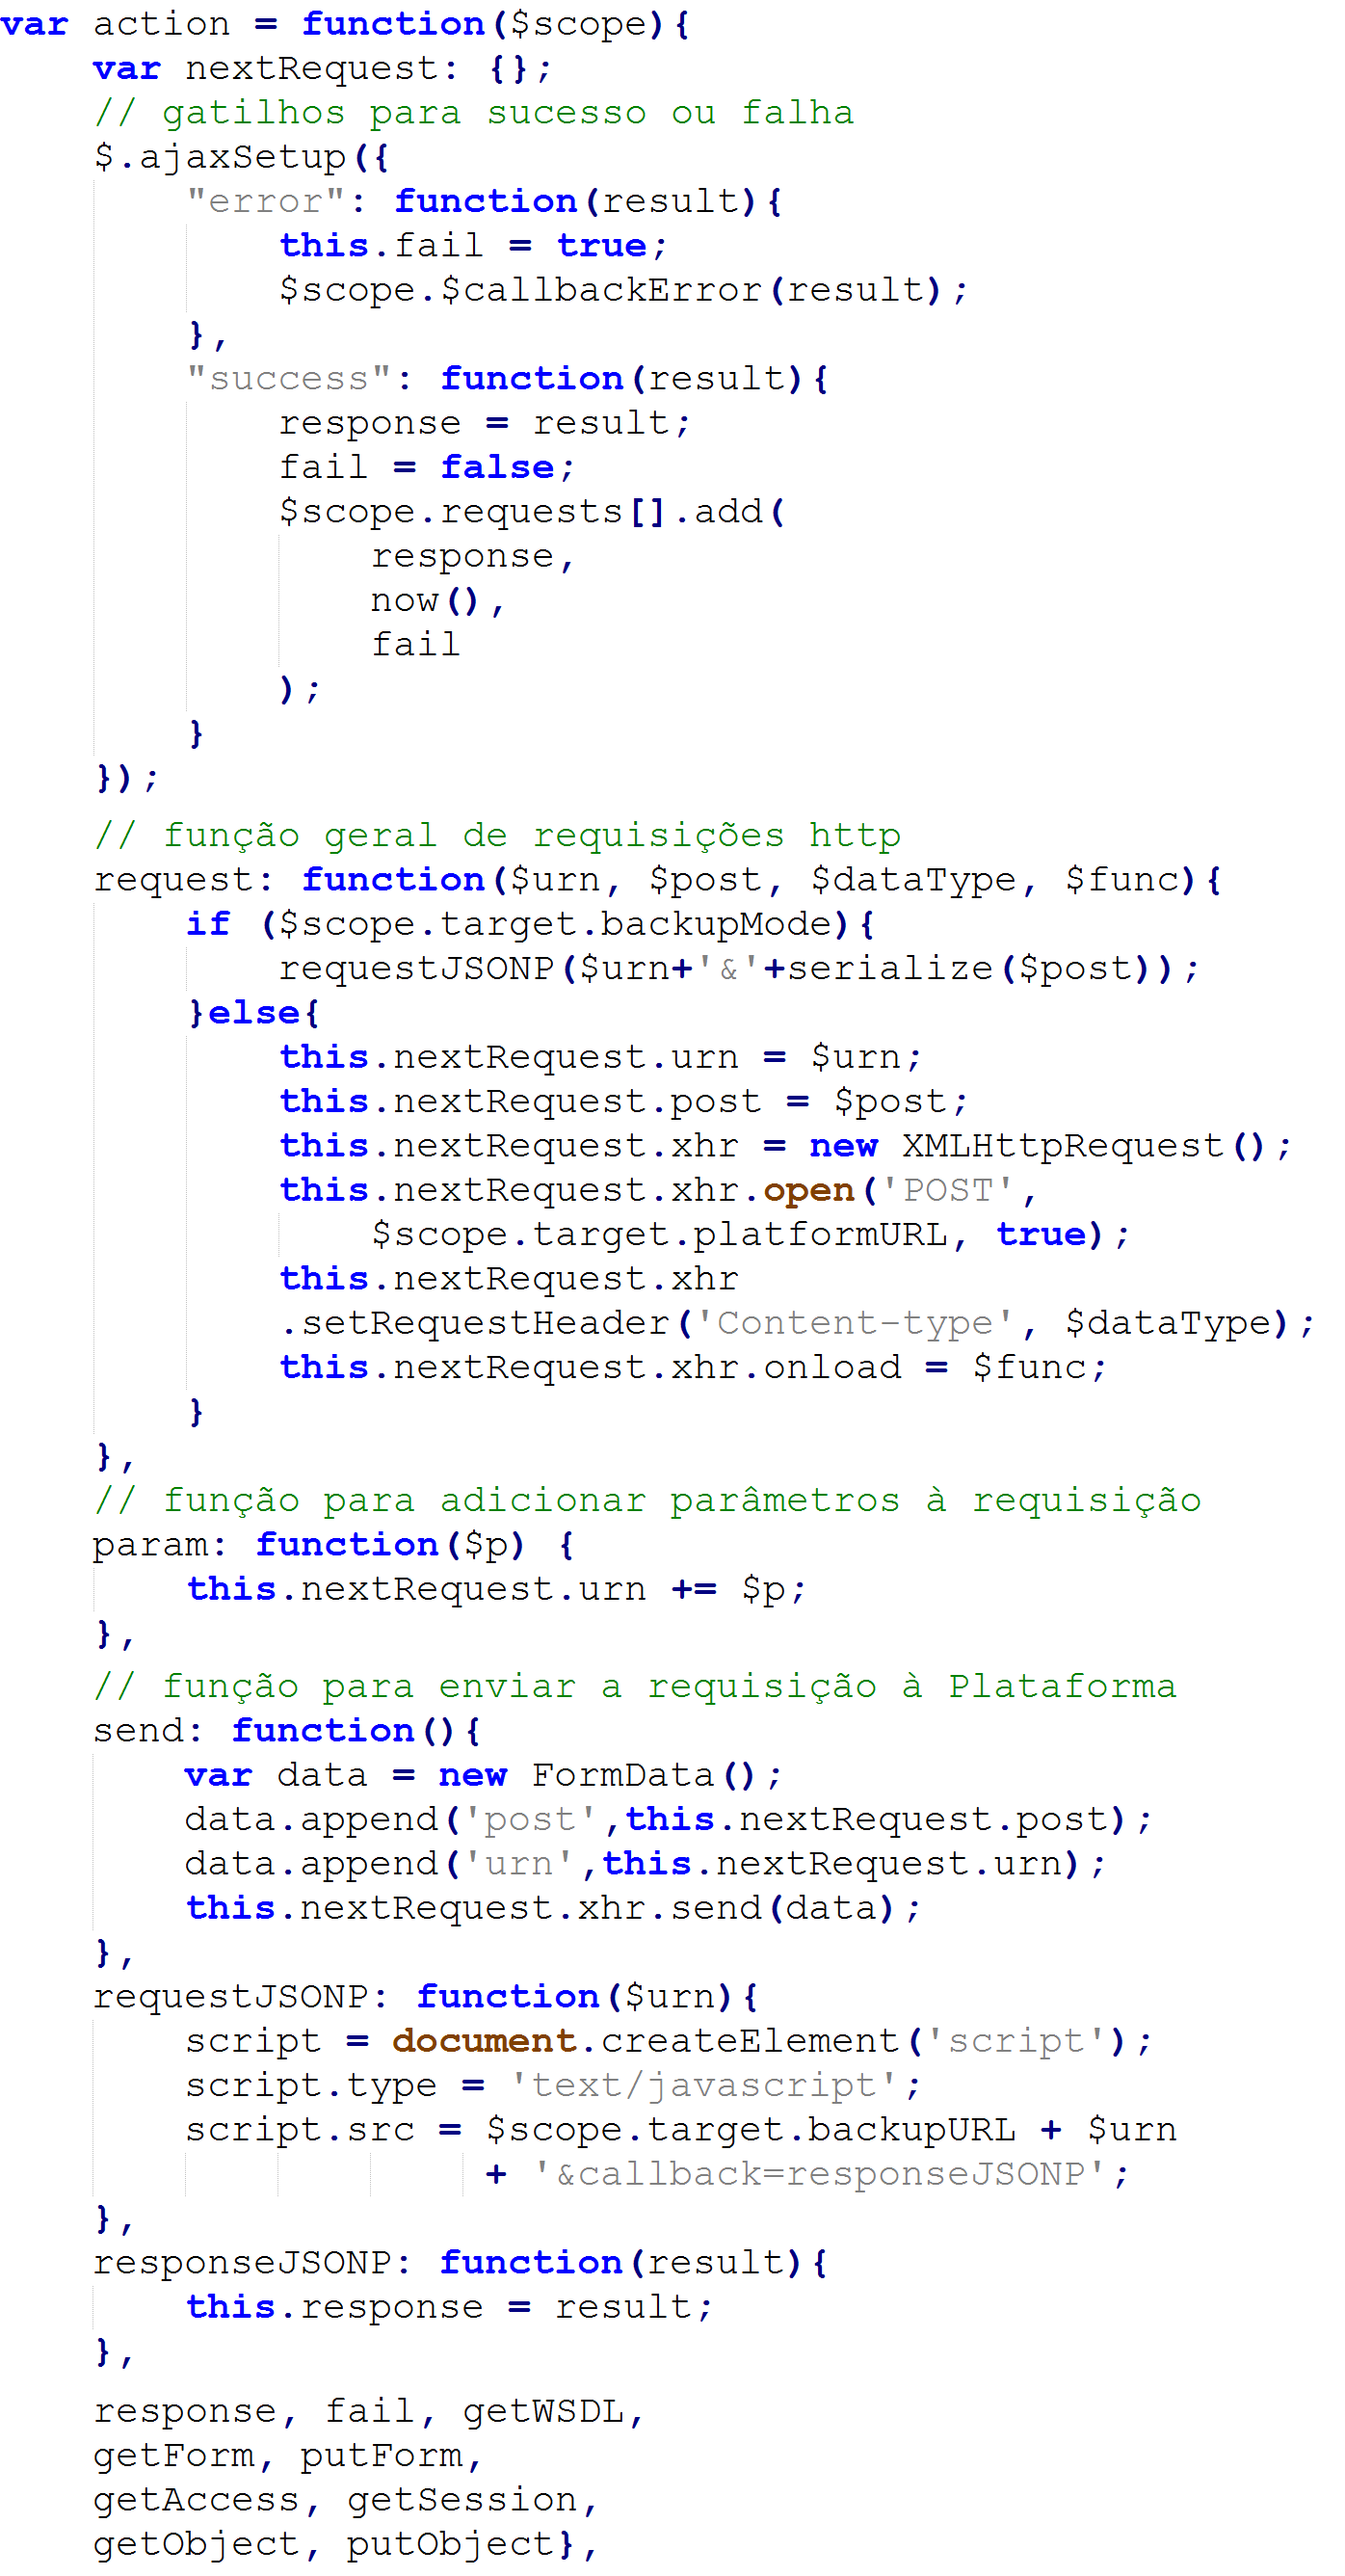 var action = function($scope){
    var nextRequest: {};
    // gatilhos para sucesso ou falha
    $.ajaxSetup({
        "error": function(result){
            this.fail = true;
            $scope.$callbackError(result);
        },
        "success": function(result){
            response = result;
            fail = false;
            $scope.requests[].add(
                response,
                now(),
                fail
            );
        }
    });
    // função geral de requisições http
    request: function($urn, $post, $dataType, $func){
        if ($scope.target.backupMode){
            requestJSONP($urn+'&'+serialize($post));
        }else{
            this.nextRequest.urn = $urn;
            this.nextRequest.post = $post;
            this.nextRequest.xhr = new XMLHttpRequest();
            this.nextRequest.xhr.open('POST',
                $scope.target.platformURL, true);
            this.nextRequest.xhr
            .setRequestHeader('Content-type', $dataType);
            this.nextRequest.xhr.onload = $func;
        }
    },
    // função para adicionar parâmetros à requisição
    param: function($p) {
        this.nextRequest.urn += $p;
    },
    // função para enviar a requisição à Plataforma
    send: function(){
        var data = new FormData();
        data.append('post',this.nextRequest.post);
        data.append('urn',this.nextRequest.urn);
        this.nextRequest.xhr.send(data);
    },
    requestJSONP: function($urn){
        script = document.createElement('script');
        script.type = 'text/javascript';
        script.src = $scope.target.backupURL + $urn
                     + '&callback=responseJSONP';
    },
    responseJSONP: function(result){
        this.response = result;
    },
    response, fail, getWSDL,
    getForm, putForm,
    getAccess, getSession,
    getObject, putObject},